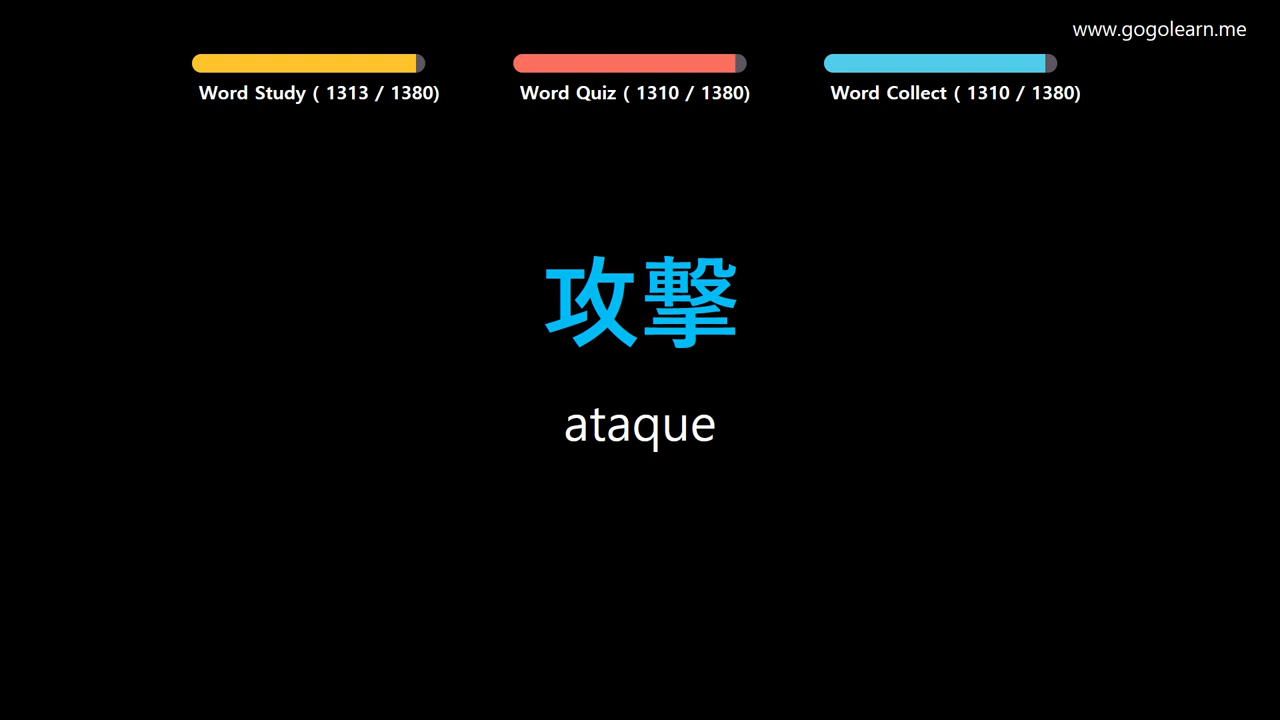 www.gogolearn.me
Word Study ( 1313 / 1380)
Word Quiz ( 1310 / 1380)
Word Collect ( 1310 / 1380)
攻撃
ataque